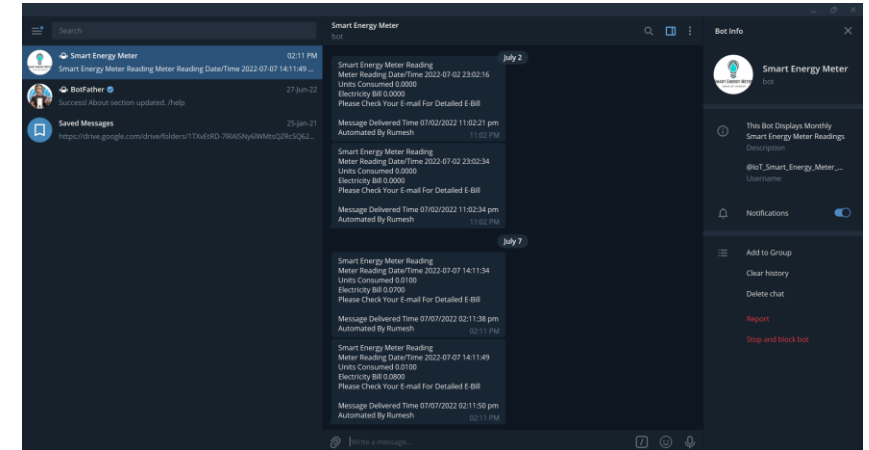 Search
Smart Energy Meter
02:11 PM
Smart Energy Meter Reading Meter Reading Date/Time 2022-07-07 14:11:49 ...
BotFather
27-Jun-22
Success! About section updated. /help
Saved Messages
25-Jan-21
Smart Energy Meter
bot
July 2
Smart Energy Meter Reading
Meter Reading Date/Time 2022-07-02 23:02:16
Units Consumed 0.0000
Electricity Bill 0.0000
Please Check Your E-mail For Detailed E-Bill
Message Delivered Time 07/02/2022 11:02:21 pm
Automated By Rumesh
11:02 PM
Smart Energy Meter Reading
Meter Reading Date/Time 2022-07-02 23:02:34
Units Consumed 0.0000
Electricity Bill 0.0000
Please Check Your E-mail For Detailed E-Bill
Message Delivered Time 07/02/2022 11:02:34 pm
Automated By Rumesh
11:02 PM
July 7
Smart Energy Meter Reading
Meter Reading Date/Time 2022-07-07 14:11:34
Units Consumed 0.0100
Electricity Bill 0.0700
Please Check Your E-mail For Detailed E-Bill
Message Delivered Time 07/07/2022 02:11:38 pm
Automated By Rumesh
02:11 PM
Smart Energy Meter Reading
Meter Reading Date/Time 2022-07-07 14:11:49
Units Consumed 0.0100
Electricity Bill 0.0800
Please Check Your E-mail For Detailed E-Bill
Message Delivered Time 07/07/2022 02:11:50 pm
Automated By Rumesh
02:11 PM
Write a message...
Bot Info
Smart Energy Meter
bot
This Bot Displays Monthly
Smart Energy Meter Readings
Description
@IoT_Smart_Energy_Meter_...
Username
Notifications
Add to Group
Clear history
Delete chat
Report
Stop and block bot